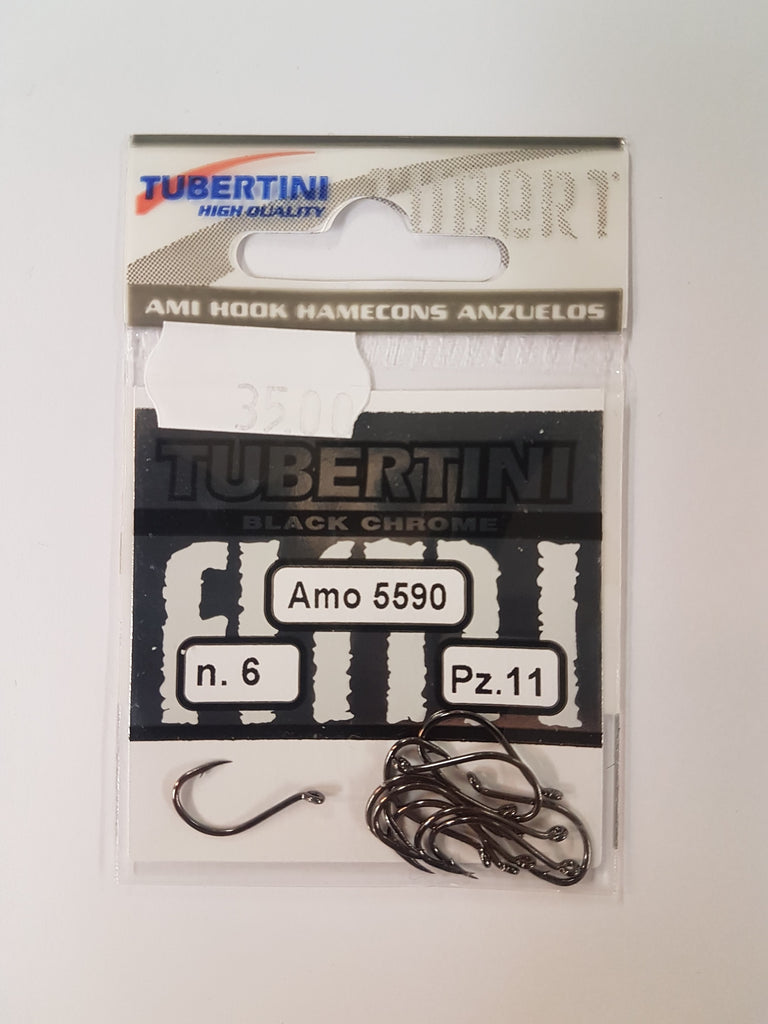 TUBERTINI
HIGH QUALITY
AMI HOOK HAMECONS ANZUELOS
35.00
TUBERTINI
BLACK CHROME
Amo 5590
n. 6
Pz.11